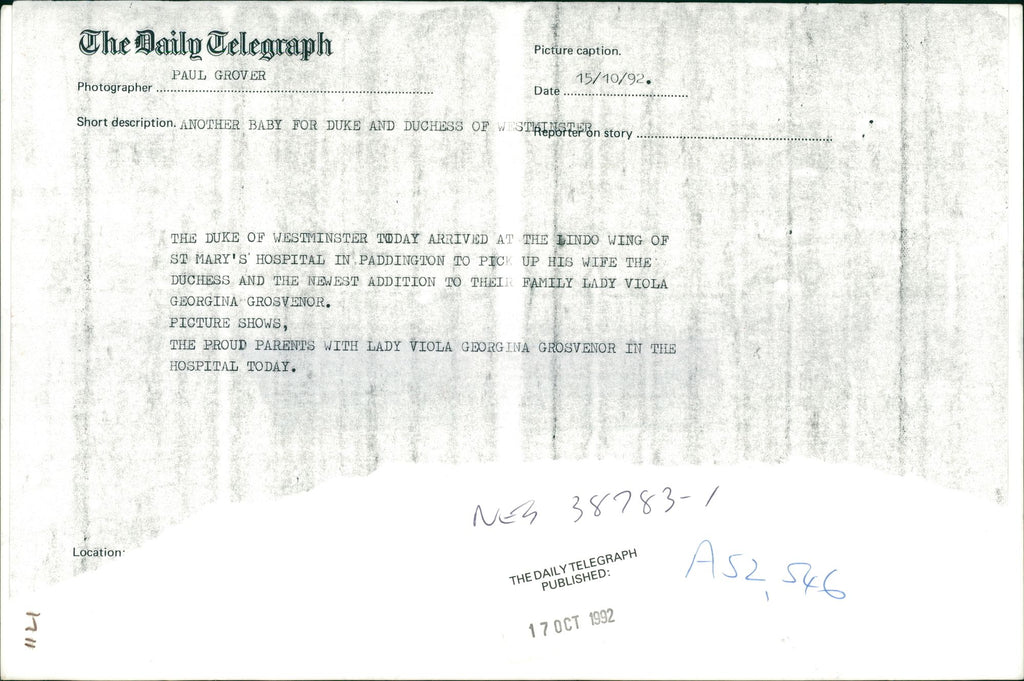 The Daily Telegraph
Picture caption.
PAUL GROVER
Photographer
15/10/92.
Date
Short description. ANOTHER BABY FOR DUKE AND DUCHESS OF WESTMINSTER
Reporter on story
THE DUKE OF WESTMINSTER TODAY ARRIVED AT THE LINDO WING OF
ST MARY'S HOSPITAL IN PADDINGTON TO PICK UP HIS WIFE THE
DUCHESS AND THE NEWEST ADDITION TO THEIR FAMILY LADY VIOLA
GEORGINA GROSVENOR.
PICTURE SHOWS,
THE PROUD PARENTS WITH LADY VIOLA GEORGINA GROSVENOR IN THE
HOSPITAL TODAY.
38783-1
Location:
THE DAILY TELEGRAPH
PUBLISHED:
A52,546
17 OCT 1992